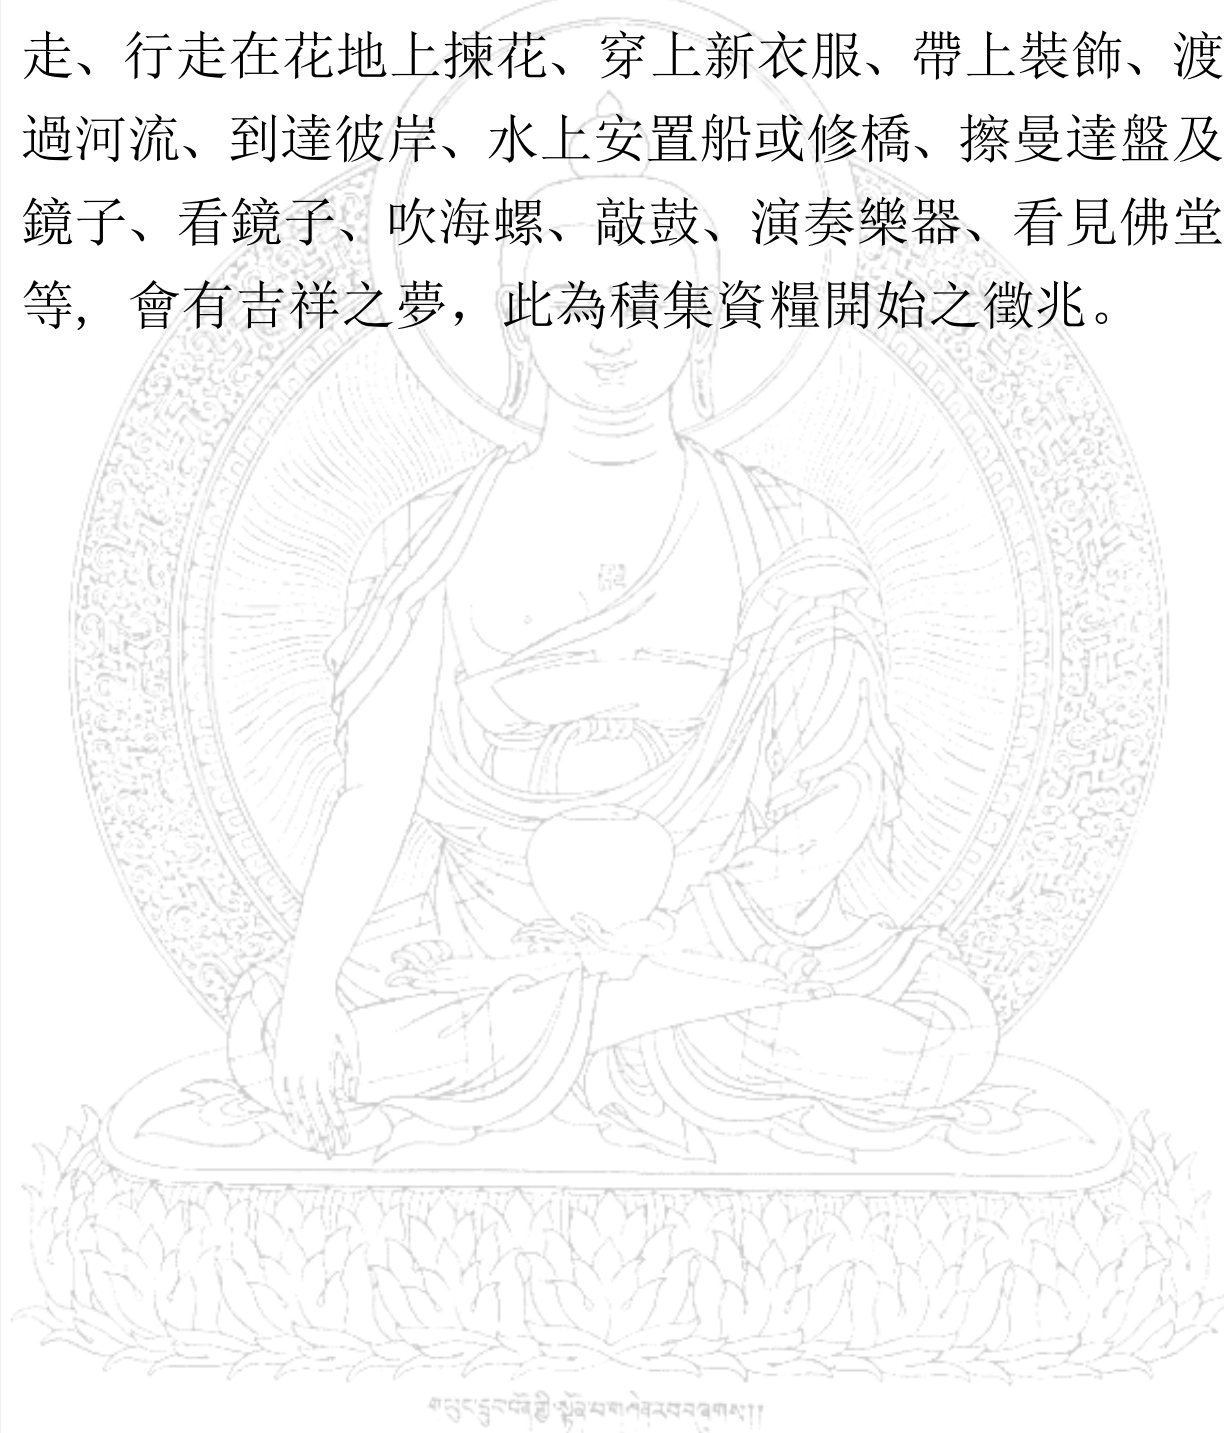 走、行走在花地上揀花、穿上新衣服、帶上裝飾、渡
過河流、到達彼岸、水上安置船或修橋、擦曼達盤及
鏡子、看鏡子、吹海螺、敲鼓、演奏樂器、看見佛堂
等，會有吉祥之夢，此為積集資糧開始之徵兆。